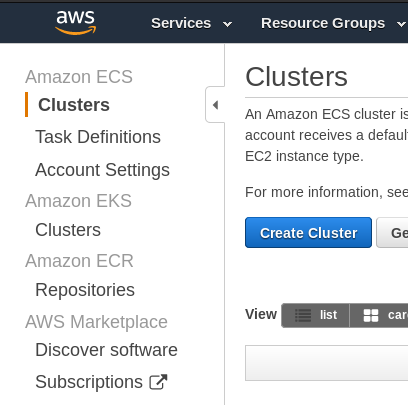 aws Services Resource Groups
Amazon ECS
Clusters
Task Definitions
Account Settings
Amazon EKS
Clusters
Amazon ECR
Repositories
AWS Marketplace
Discover software
Subscriptions
Clusters
An Amazon ECS cluster is
account receives a defaul
EC2 instance type.
For more information, see
Create Cluster Ge
View list car